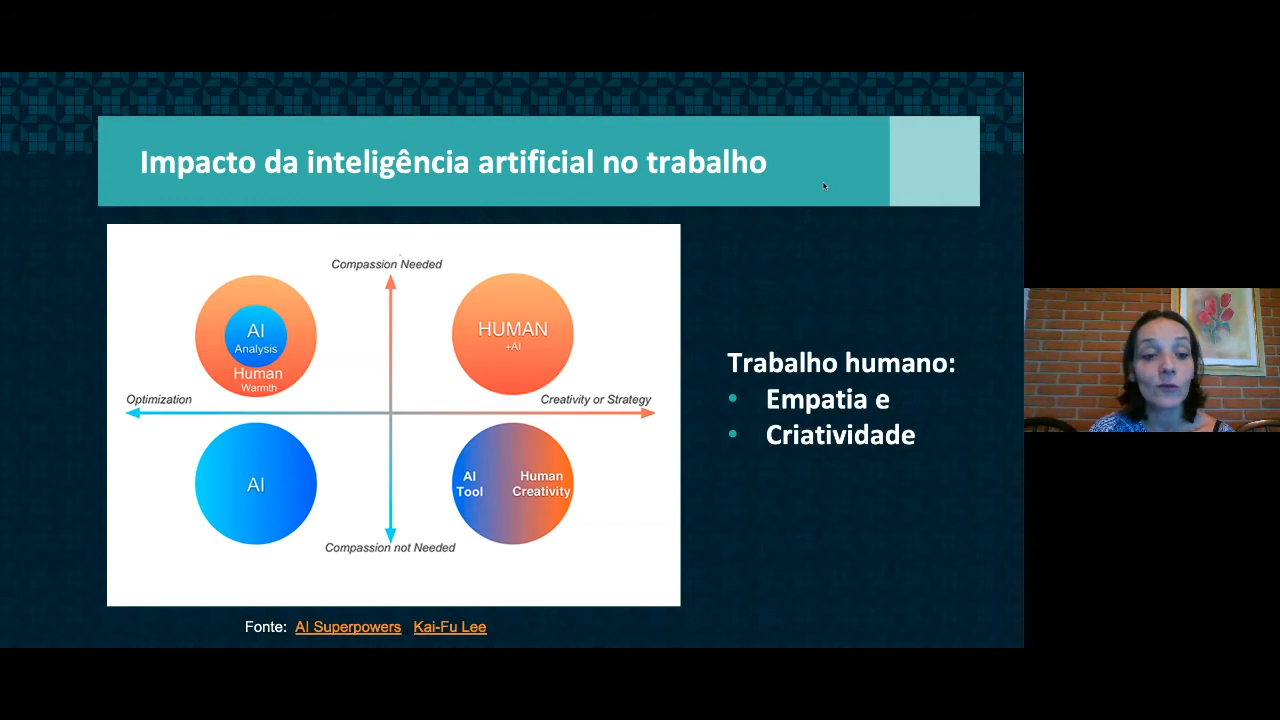 Impacto da inteligência artificial no trabalho
Compassion Needed
AI
Analysis
Human
Warmth
HUMAN
+AI
Optimization
Creativity or Strategy
AI
AI
Tool
Human
Creativity
Compassion not Needed
Trabalho humano:
• Empatia e
• Criatividade
Fonte: AI Superpowers Kai-Fu Lee